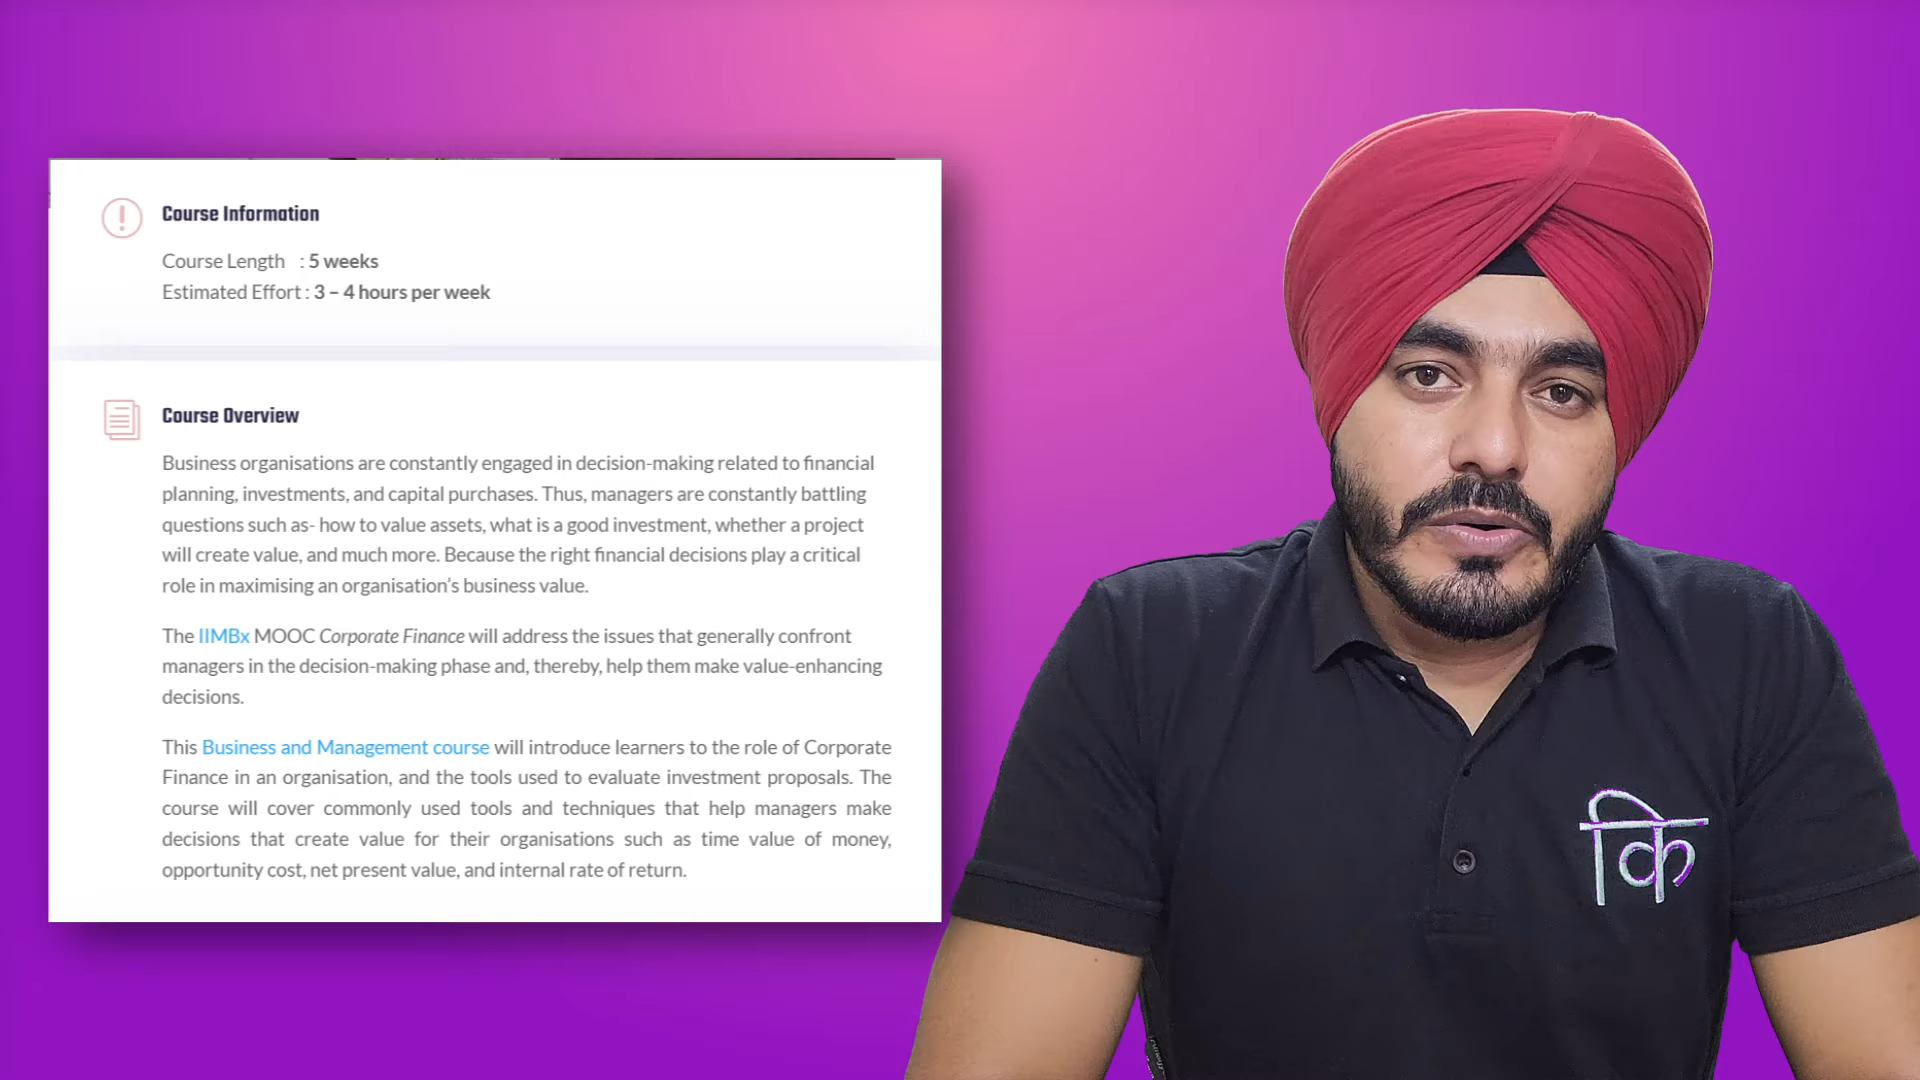 Course Information
Course Length : 5 weeks
Estimated Effort : 3 – 4 hours per week
Course Overview
Business organisations are constantly engaged in decision-making related to financial
planning, investments, and capital purchases. Thus, managers are constantly battling
questions such as- how to value assets, what is a good investment, whether a project
will create value, and much more. Because the right financial decisions play a critical
role in maximising an organisation’s business value.
The IIMBx MOOC Corporate Finance will address the issues that generally confront
managers in the decision-making phase and, thereby, help them make value-enhancing
decisions.
This Business and Management course will introduce learners to the role of Corporate
Finance in an organisation, and the tools used to evaluate investment proposals. The
course will cover commonly used tools and techniques that help managers make
decisions that create value for their organisations such as time value of money,
opportunity cost, net present value, and internal rate of return.
कि